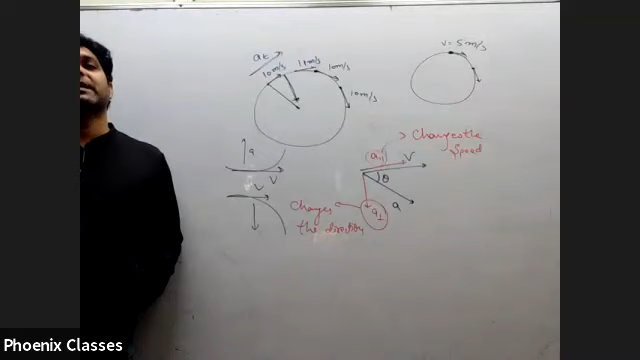 at
10m/s
11m/s
10m/s
10m/s
v = 5m/s
a
V
V
(a||)
V
θ
a
a⊥
→ Changes the
Speed
Changes
the direction
Phoenix Classes